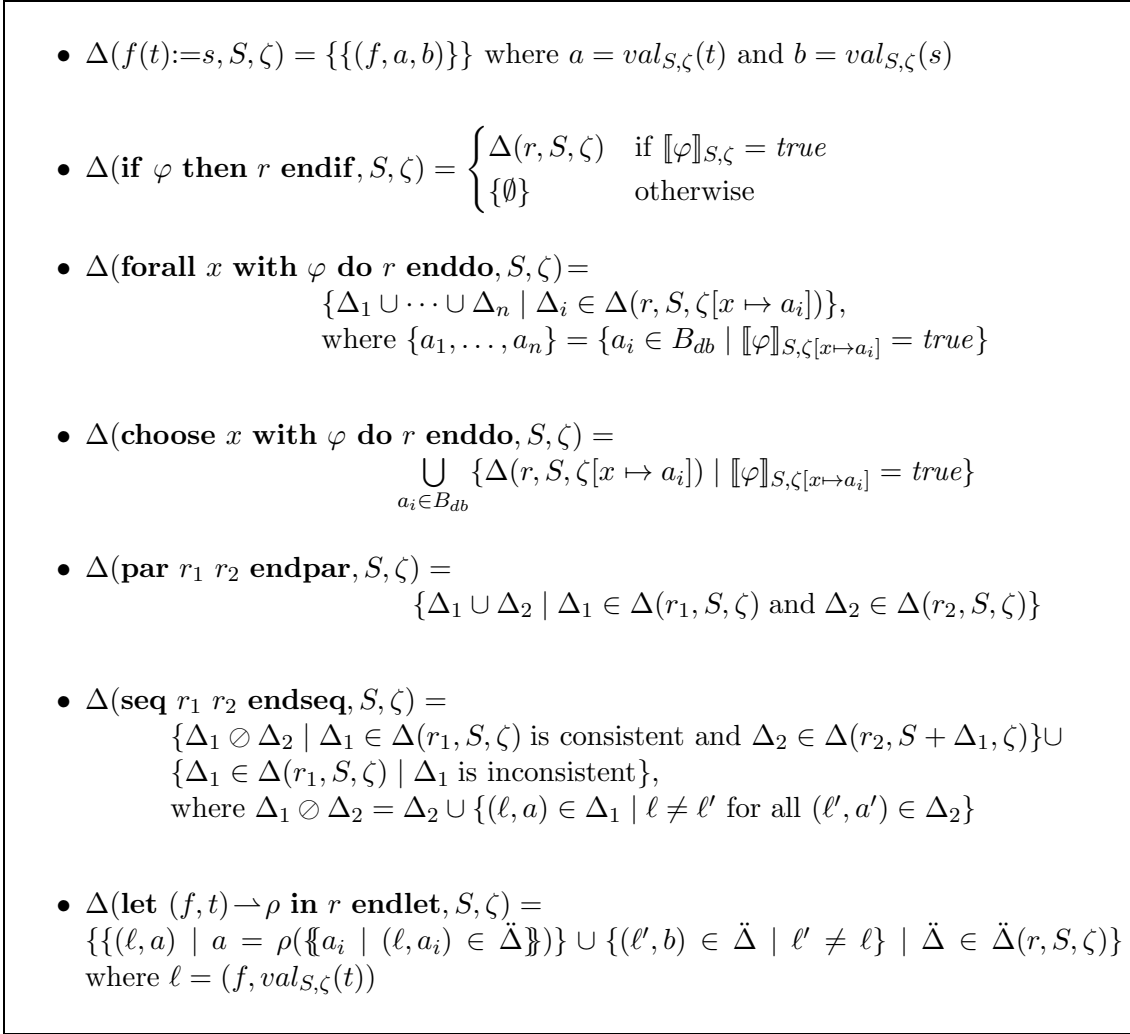 • Δ(f(t):=s, S, ζ) = {{(f, a, b)}} where a = val_{S,ζ}(t) and b = val_{S,ζ}(s)
• Δ(if φ then r endif, S, ζ) = { Δ(r, S, ζ) if ⟦φ⟧_{S,ζ} = true
{∅} otherwise
• Δ(forall x with φ do r enddo, S, ζ) =
{Δ_1 ∪ ⋯ ∪ Δ_n | Δ_i ∈ Δ(r, S, ζ[x ↦ a_i])},
where {a_1, …, a_n} = {a_i ∈ B_{db} | ⟦φ⟧_{S,ζ[x↦a_i]} = true}
• Δ(choose x with φ do r enddo, S, ζ) =
⋃_{a_i∈B_{db}} {Δ(r, S, ζ[x ↦ a_i]) | ⟦φ⟧_{S,ζ[x↦a_i]} = true}
• Δ(par r_1 r_2 endpar, S, ζ) =
{Δ_1 ∪ Δ_2 | Δ_1 ∈ Δ(r_1, S, ζ) and Δ_2 ∈ Δ(r_2, S, ζ)}
• Δ(seq r_1 r_2 endseq, S, ζ) =
{Δ_1 ⊘ Δ_2 | Δ_1 ∈ Δ(r_1, S, ζ) is consistent and Δ_2 ∈ Δ(r_2, S + Δ_1, ζ)}∪
{Δ_1 ∈ Δ(r_1, S, ζ) | Δ_1 is inconsistent},
where Δ_1 ⊘ Δ_2 = Δ_2 ∪ {(ℓ, a) ∈ Δ_1 | ℓ ≠ ℓ′ for all (ℓ′, a′) ∈ Δ_2}
• Δ(let (f, t)⇀ρ in r endlet, S, ζ) =
{{(ℓ, a) | a = ρ(⦃a_i | (ℓ, a_i) ∈ Δ̈⦄)} ∪ {(ℓ′, b) ∈ Δ̈ | ℓ′ ≠ ℓ} | Δ̈ ∈ Δ̈(r, S, ζ)}
where ℓ = (f, val_{S,ζ}(t))